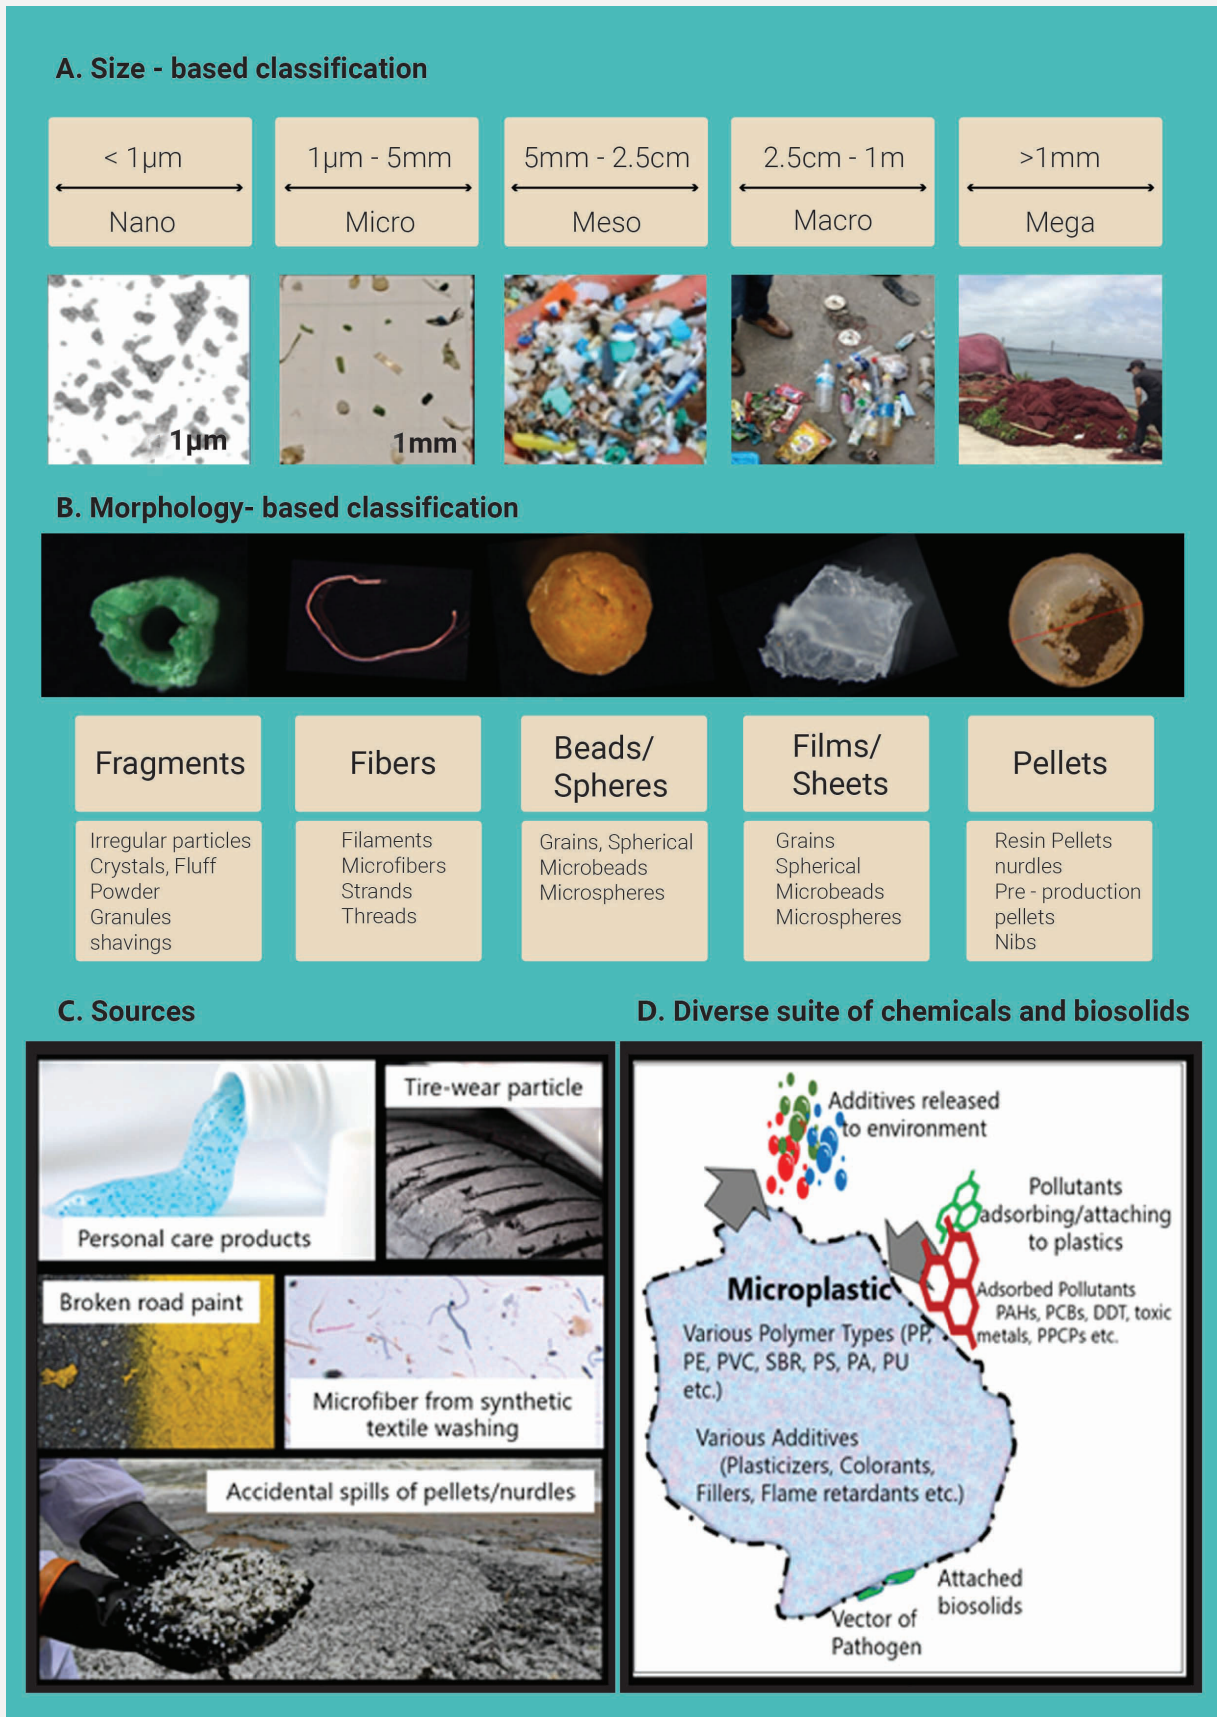 A. Size - based classification
< 1µm
Nano
1µm - 5mm
Micro
5mm - 2.5cm
Meso
2.5cm - 1m
Macro
>1mm
Mega
1µm
1mm
B. Morphology- based classification
Fragments
Irregular particles
Crystals, Fluff
Powder
Granules
shavings
Fibers
Filaments
Microfibers
Strands
Threads
Beads/
Spheres
Grains, Spherical
Microbeads
Microspheres
Films/
Sheets
Grains
Spherical
Microbeads
Microspheres
Pellets
Resin Pellets
nurdles
Pre - production
pellets
Nibs
C. Sources
Personal care products
Tire-wear particle
Broken road paint
Microfiber from synthetic
textile washing
Accidental spills of pellets/nurdles
D. Diverse suite of chemicals and biosolids
Additives released
to environment
Pollutants
adsorbing/attaching
to plastics
Adsorbed Pollutants
PAHs, PCBs, DDT, toxic
metals, PPCPs etc.
Microplastic
Various Polymer Types (PP,
PE, PVC, SBR, PS, PA, PU
etc.)
Various Additives
(Plasticizers, Colorants,
Fillers, Flame retardants etc.)
Attached
biosolids
Vector of
Pathogen